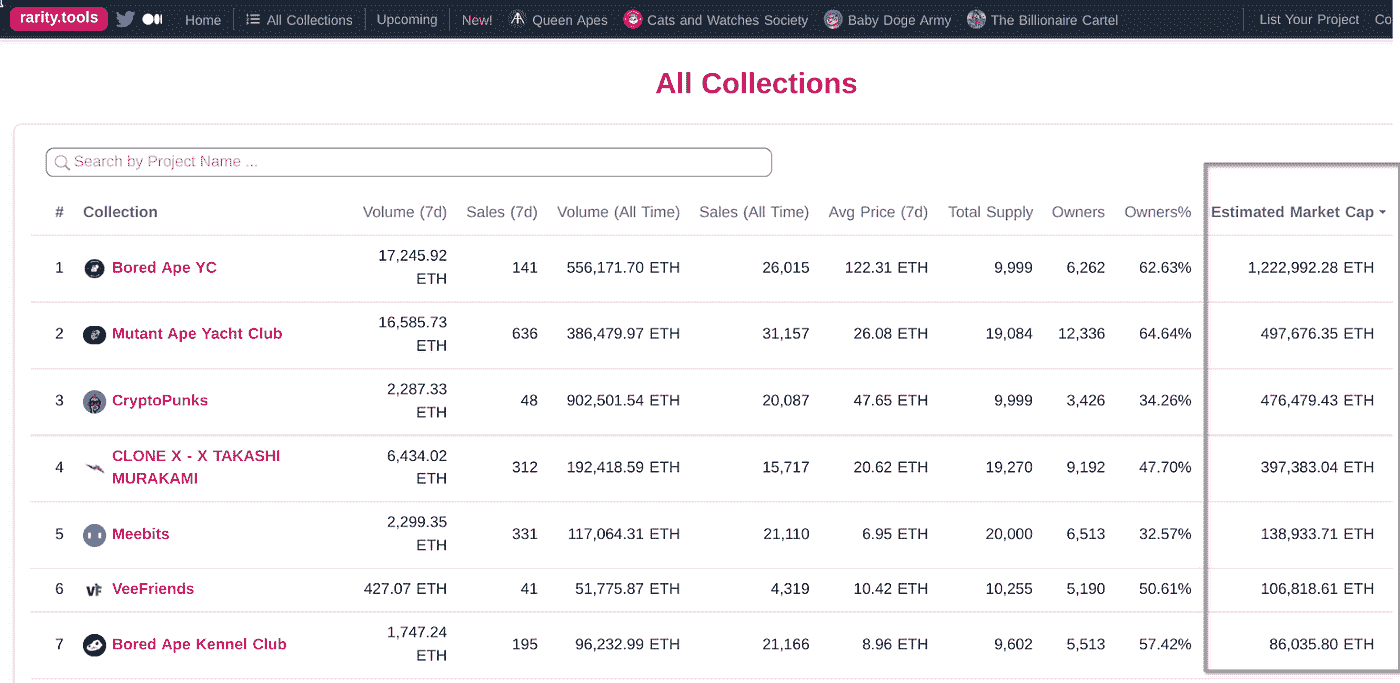 rarity.tools Home All Collections Upcoming New! Queen Apes Cats and Watches Society Baby Doge Army The Billionaire Cartel List Your Project Co
All Collections
Search by Project Name ...
# Collection Volume (7d) Sales (7d) Volume (All Time) Sales (All Time) Avg Price (7d) Total Supply Owners Owners% Estimated Market Cap
1 Bored Ape YC 17,245.92 ETH 141 556,171.70 ETH 26,015 122.31 ETH 9,999 6,262 62.63% 1,222,992.28 ETH
2 Mutant Ape Yacht Club 16,585.73 ETH 636 386,479.97 ETH 31,157 26.08 ETH 19,084 12,336 64.64% 497,676.35 ETH
3 CryptoPunks 2,287.33 ETH 48 902,501.54 ETH 20,087 47.65 ETH 9,999 3,426 34.26% 476,479.43 ETH
4 CLONE X - X TAKASHI MURAKAMI 6,434.02 ETH 312 192,418.59 ETH 15,717 20.62 ETH 19,270 9,192 47.70% 397,383.04 ETH
5 Meebits 2,299.35 ETH 331 117,064.31 ETH 21,110 6.95 ETH 20,000 6,513 32.57% 138,933.71 ETH
6 VeeFriends 427.07 ETH 41 51,775.87 ETH 4,319 10.42 ETH 10,255 5,190 50.61% 106,818.61 ETH
7 Bored Ape Kennel Club 1,747.24 ETH 195 96,232.99 ETH 21,166 8.96 ETH 9,602 5,513 57.42% 86,035.80 ETH